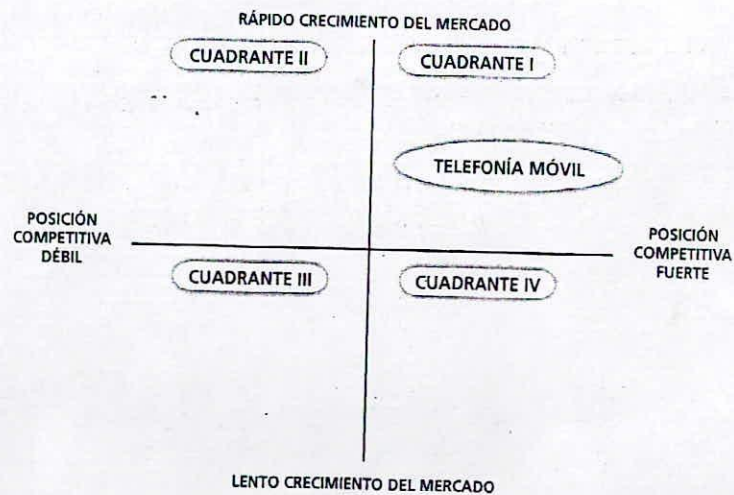 RÁPIDO CRECIMIENTO DEL MERCADO
CUADRANTE II
CUADRANTE I
TELEFONÍA MÓVIL
POSICIÓN
COMPETITIVA
DÉBIL
POSICIÓN
COMPETITIVA
FUERTE
CUADRANTE III
CUADRANTE IV
LENTO CRECIMIENTO DEL MERCADO